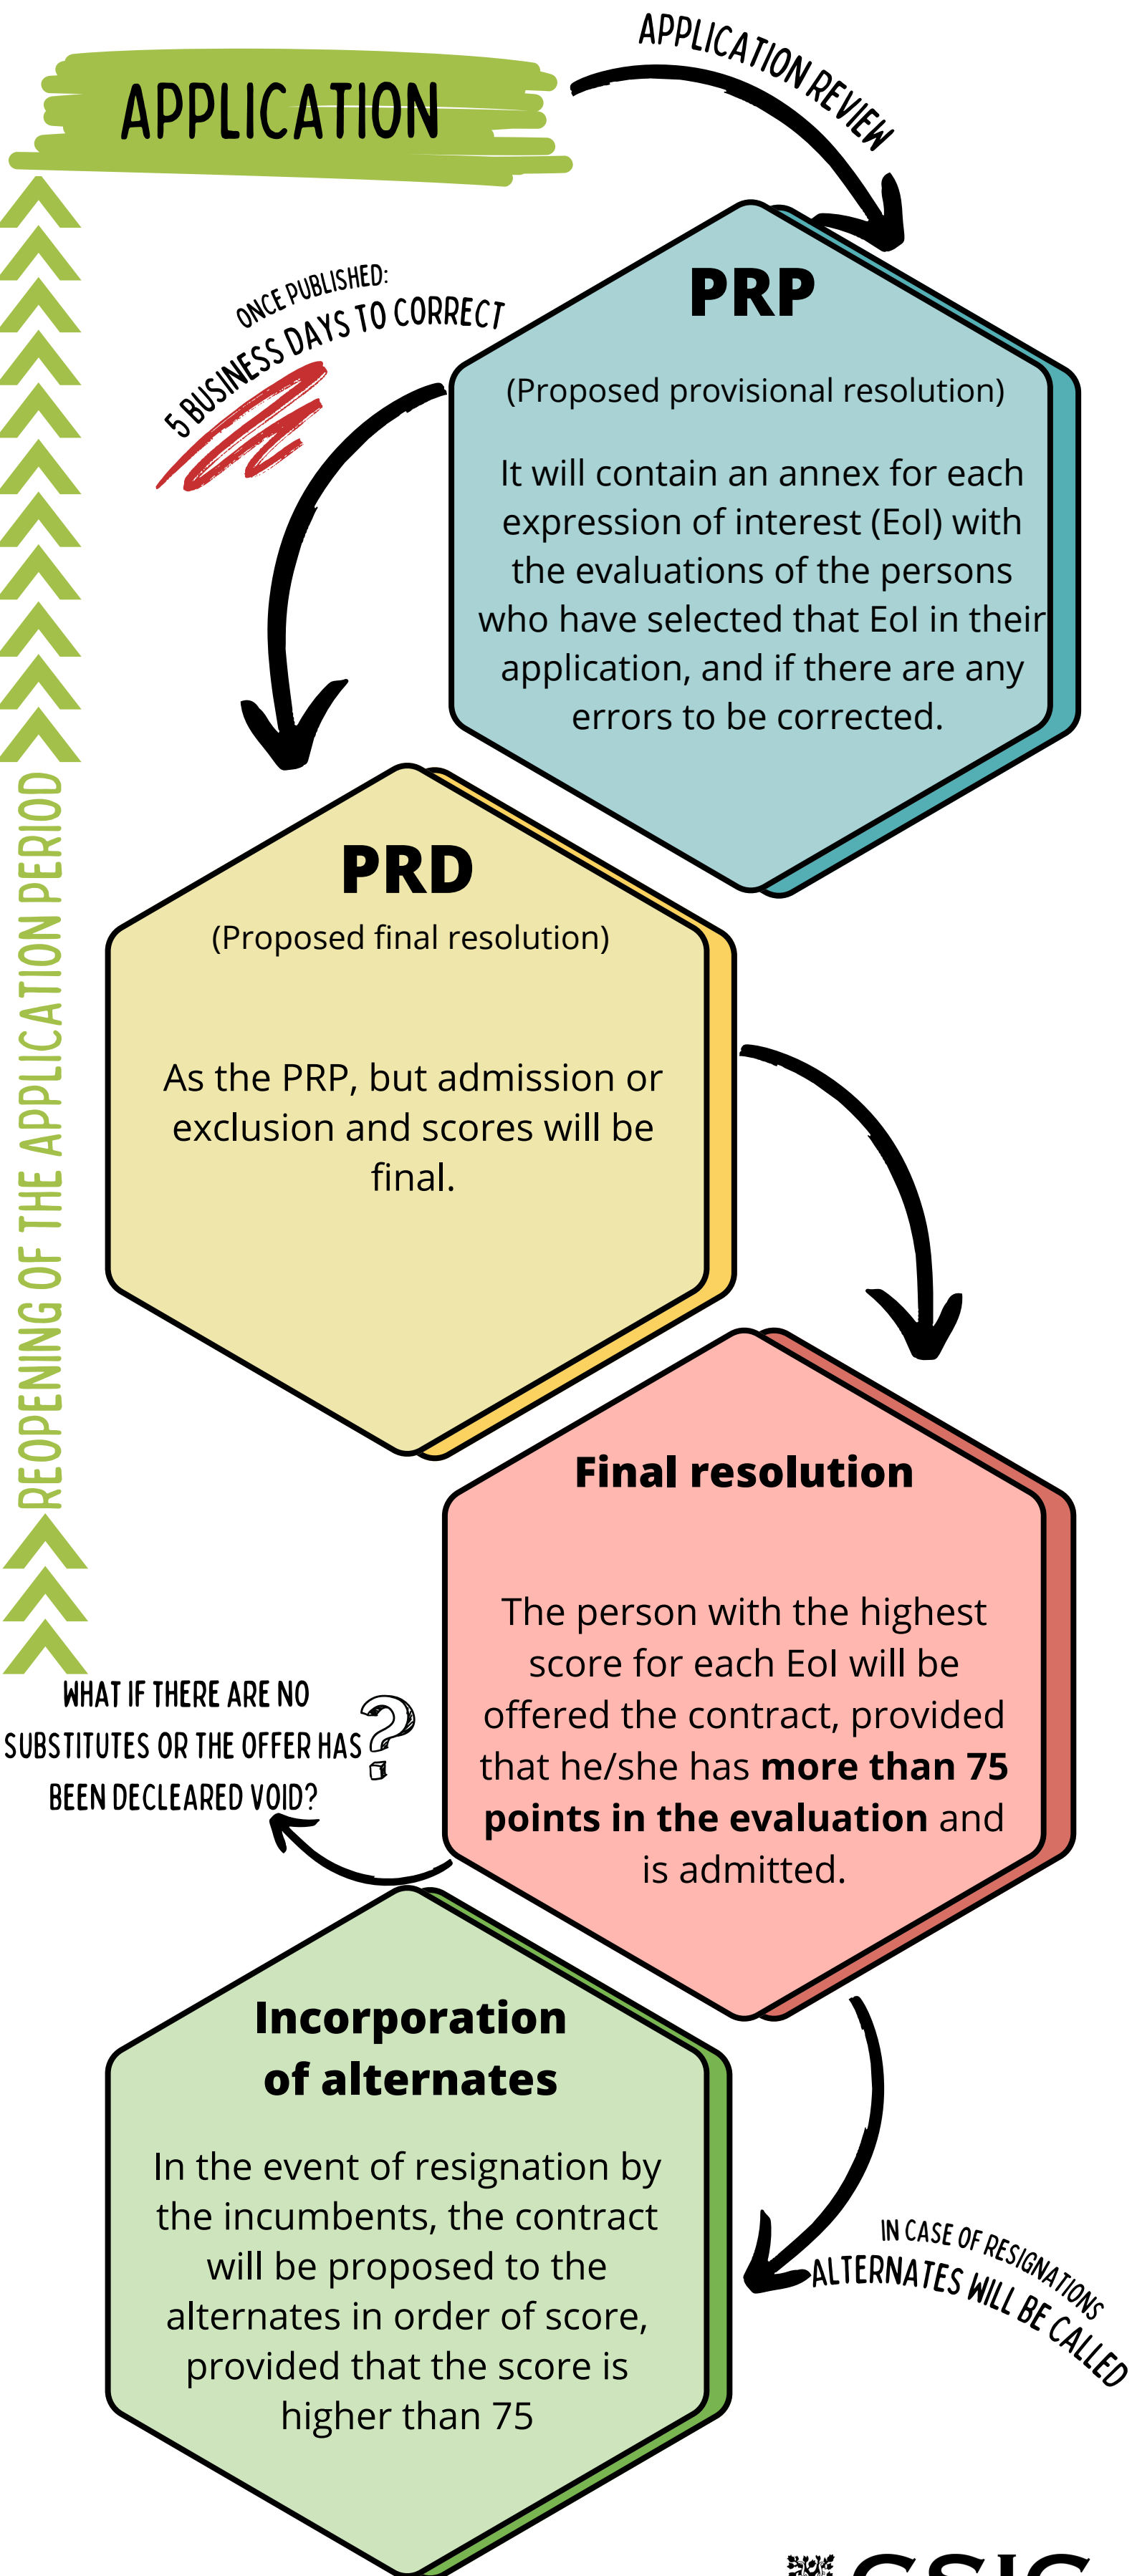 APPLICATION
APPLICATION REVIEW
PRP
(Proposed provisional resolution)
It will contain an annex for each
expression of interest (EoI) with
the evaluations of the persons
who have selected that EoI in their
application, and if there are any
errors to be corrected.
ONCE PUBLISHED:
5 BUSINESS DAYS TO CORRECT
PRD
(Proposed final resolution)
As the PRP, but admission or
exclusion and scores will be
final.
Final resolution
The person with the highest
score for each EoI will be
offered the contract, provided
that he/she has more than 75
points in the evaluation and
is admitted.
WHAT IF THERE ARE NO
SUBSTITUTES OR THE OFFER HAS
BEEN DECLEARED VOID?
?
REOPENING OF THE APPLICATION PERIOD
Incorporation
of alternates
In the event of resignation by
the incumbents, the contract
will be proposed to the
alternates in order of score,
provided that the score is
higher than 75
IN CASE OF RESIGNATIONS
ALTERNATES WILL BE CALLED
CSIC